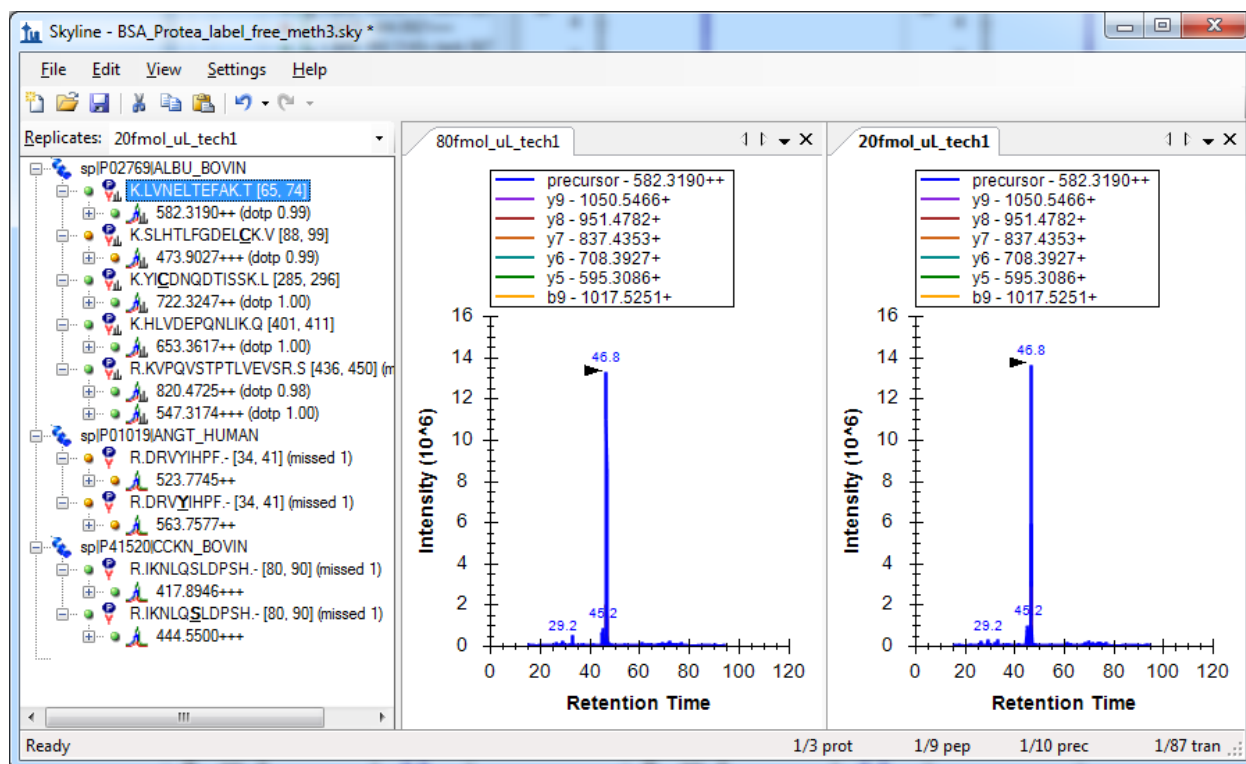 Skyline - BSA_Protea_label_free_meth3.sky *
File Edit View Settings Help
Replicates: 20fmol_uL_tech1
sp|P02769|ALBU_BOVIN
K.LVNELTEFAK.T [65, 74]
582.3190++ (dotp 0.99)
K.SLHTLFGDELCK.V [88, 99]
473.9027+++ (dotp 0.99)
K.YICDNQDTISSK.L [285, 296]
722.3247++ (dotp 1.00)
K.HLVDEPQNLIK.Q [401, 411]
653.3617++ (dotp 1.00)
R.KVPQVSTPTLVEVSR.S [436, 450] (m
820.4725++ (dotp 0.98)
547.3174+++ (dotp 1.00)
sp|P01019|ANGT_HUMAN
R.DRVYIHPF.- [34, 41] (missed 1)
523.7745++
R.DRVYIHPF.- [34, 41] (missed 1)
563.7577++
sp|P41520|CCKN_BOVIN
R.IKNLQSLDPSH.- [80, 90] (missed 1)
417.8946+++
R.IKNLQSLDPSH.- [80, 90] (missed 1)
444.5500+++
80fmol_uL_tech1
precursor - 582.3190++
y9 - 1050.5466+
y8 - 951.4782+
y7 - 837.4353+
y6 - 708.3927+
y5 - 595.3086+
b9 - 1017.5251+
16
14
12
10
8
6
4
2
0
Intensity (10^6)
46.8
45.2
29.2
0 20 40 60 80 100 120
Retention Time
20fmol_uL_tech1
precursor - 582.3190++
y9 - 1050.5466+
y8 - 951.4782+
y7 - 837.4353+
y6 - 708.3927+
y5 - 595.3086+
b9 - 1017.5251+
16
14
12
10
8
6
4
2
0
Intensity (10^6)
46.8
45.2
29.2
0 20 40 60 80 100 120
Retention Time
Ready 1/3 prot 1/9 pep 1/10 prec 1/87 tran